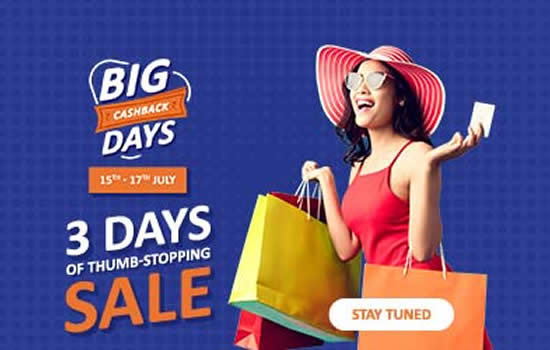 BIG
CASHBACK
DAYS
15TH - 17TH JULY
3 DAYS
OF THUMB-STOPPING
SALE
STAY TUNED